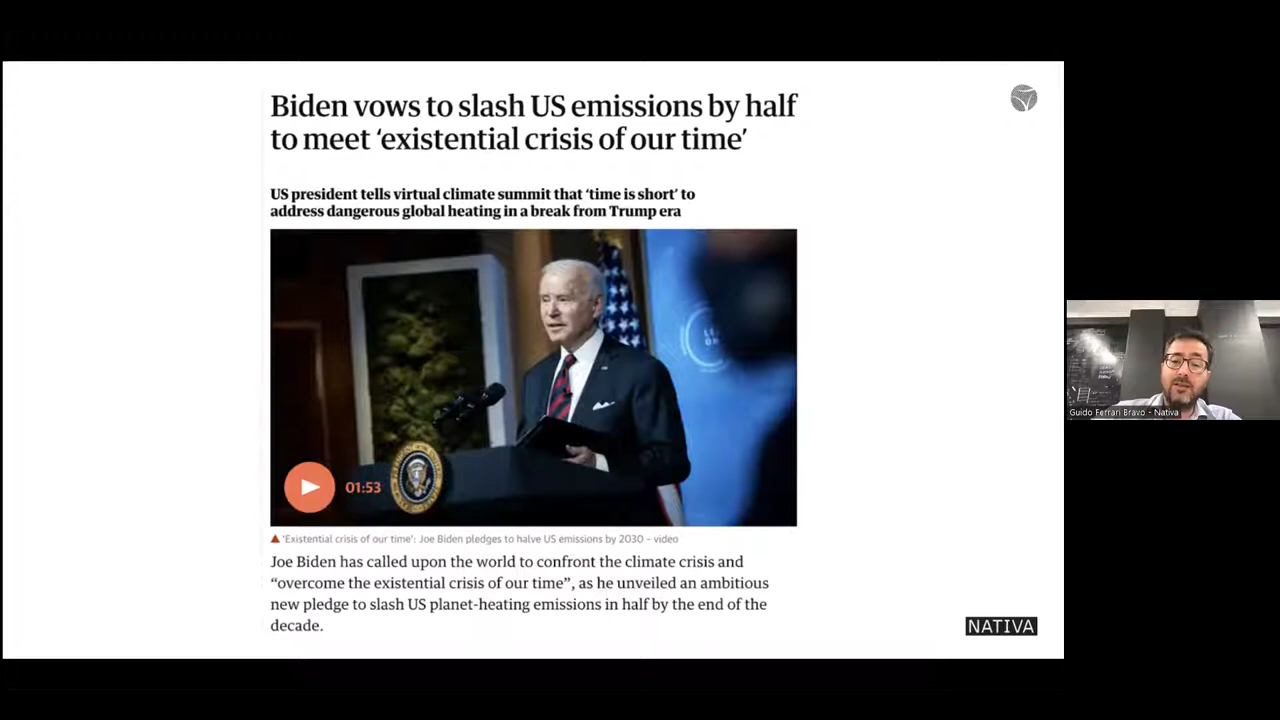 Biden vows to slash US emissions by half
to meet ‘existential crisis of our time’
US president tells virtual climate summit that ‘time is short’ to
address dangerous global heating in a break from Trump era
01:53
‘Existential crisis of our time’: Joe Biden pledges to halve US emissions by 2030 – video
Joe Biden has called upon the world to confront the climate crisis and
“overcome the existential crisis of our time”, as he unveiled an ambitious
new pledge to slash US planet-heating emissions in half by the end of the
decade.
NATIVA
Guido Ferrari Bravo - Nativa